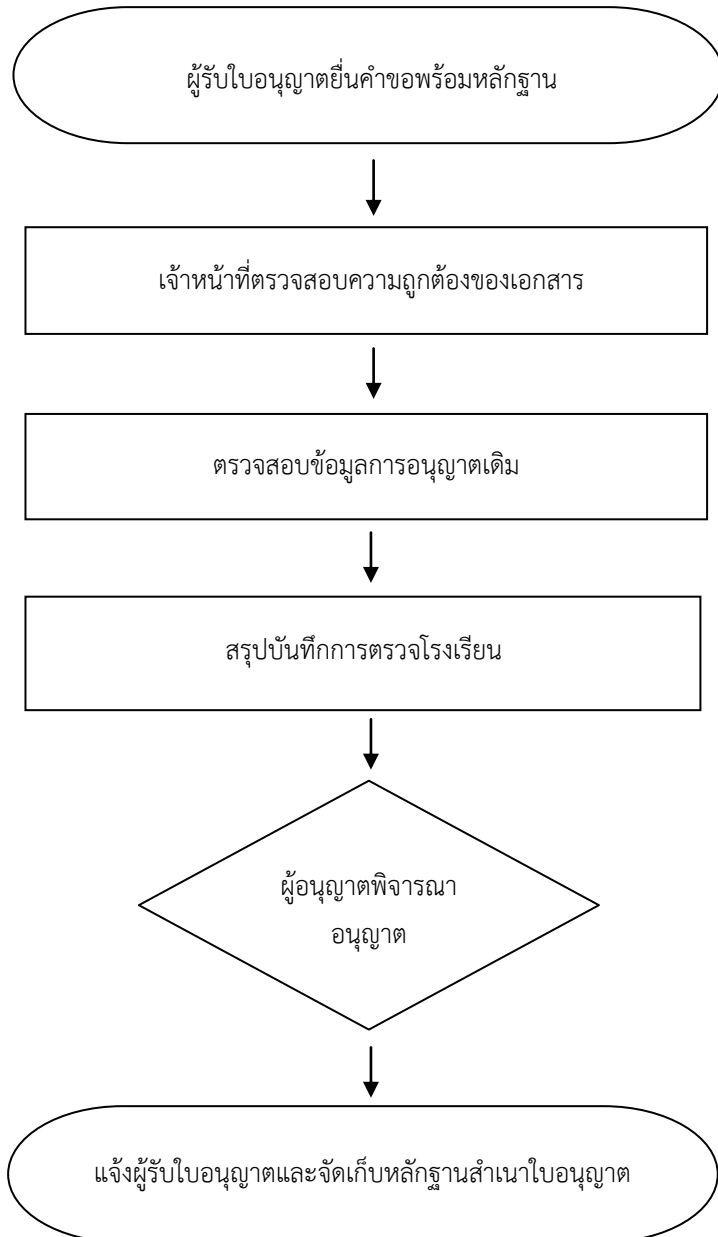 ผู้รับใบอนุญาตยื่นคำขอพร้อมหลักฐาน
เจ้าหน้าที่ตรวจสอบความถูกต้องของเอกสาร
ตรวจสอบข้อมูลการอนุญาตเดิม
สรุปบันทึกการตรวจโรงเรียน
ผู้อนุญาตพิจารณา
อนุญาต
แจ้งผู้รับใบอนุญาตและจัดเก็บหลักฐานสำเนาใบอนุญาต